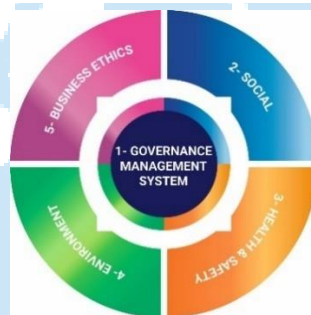 1- GOVERNANCE
MANAGEMENT
SYSTEM
2- SOCIAL
3- HEALTH & SAFETY
4- ENVIRONMENT
5- BUSINESS ETHICS